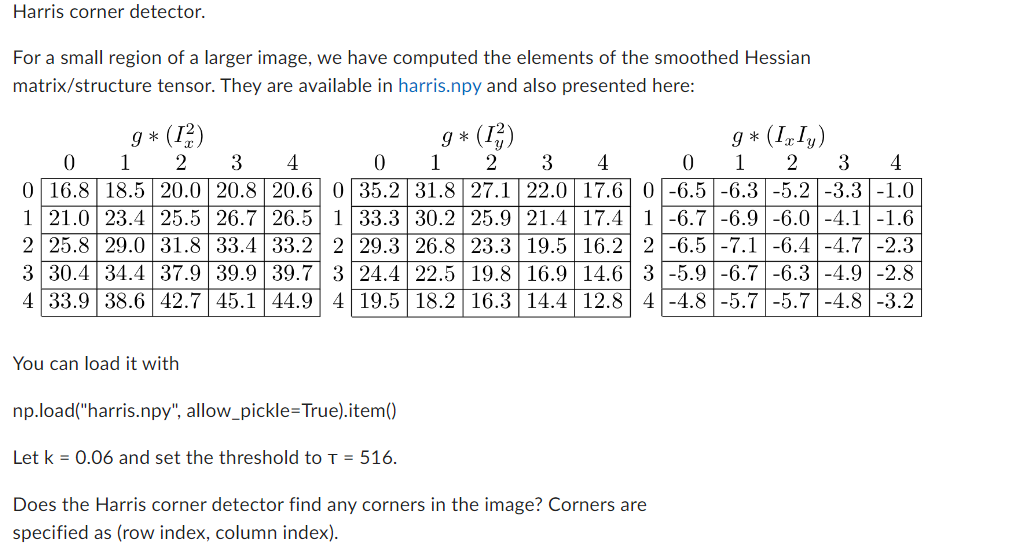 Harris corner detector.
For a small region of a larger image, we have computed the elements of the smoothed Hessian
matrix/structure tensor. They are available in harris.npy and also presented here:
g ∗ (I_x^2) g ∗ (I_y^2) g ∗ (I_xI_y)
0 1 2 3 4 0 1 2 3 4 0 1 2 3 4
0 16.8 18.5 20.0 20.8 20.6 0 35.2 31.8 27.1 22.0 17.6 0 -6.5 -6.3 -5.2 -3.3 -1.0
1 21.0 23.4 25.5 26.7 26.5 1 33.3 30.2 25.9 21.4 17.4 1 -6.7 -6.9 -6.0 -4.1 -1.6
2 25.8 29.0 31.8 33.4 33.2 2 29.3 26.8 23.3 19.5 16.2 2 -6.5 -7.1 -6.4 -4.7 -2.3
3 30.4 34.4 37.9 39.9 39.7 3 24.4 22.5 19.8 16.9 14.6 3 -5.9 -6.7 -6.3 -4.9 -2.8
4 33.9 38.6 42.7 45.1 44.9 4 19.5 18.2 16.3 14.4 12.8 4 -4.8 -5.7 -5.7 -4.8 -3.2
You can load it with
np.load("harris.npy", allow_pickle=True).item()
Let k = 0.06 and set the threshold to τ = 516.
Does the Harris corner detector find any corners in the image? Corners are
specified as (row index, column index).